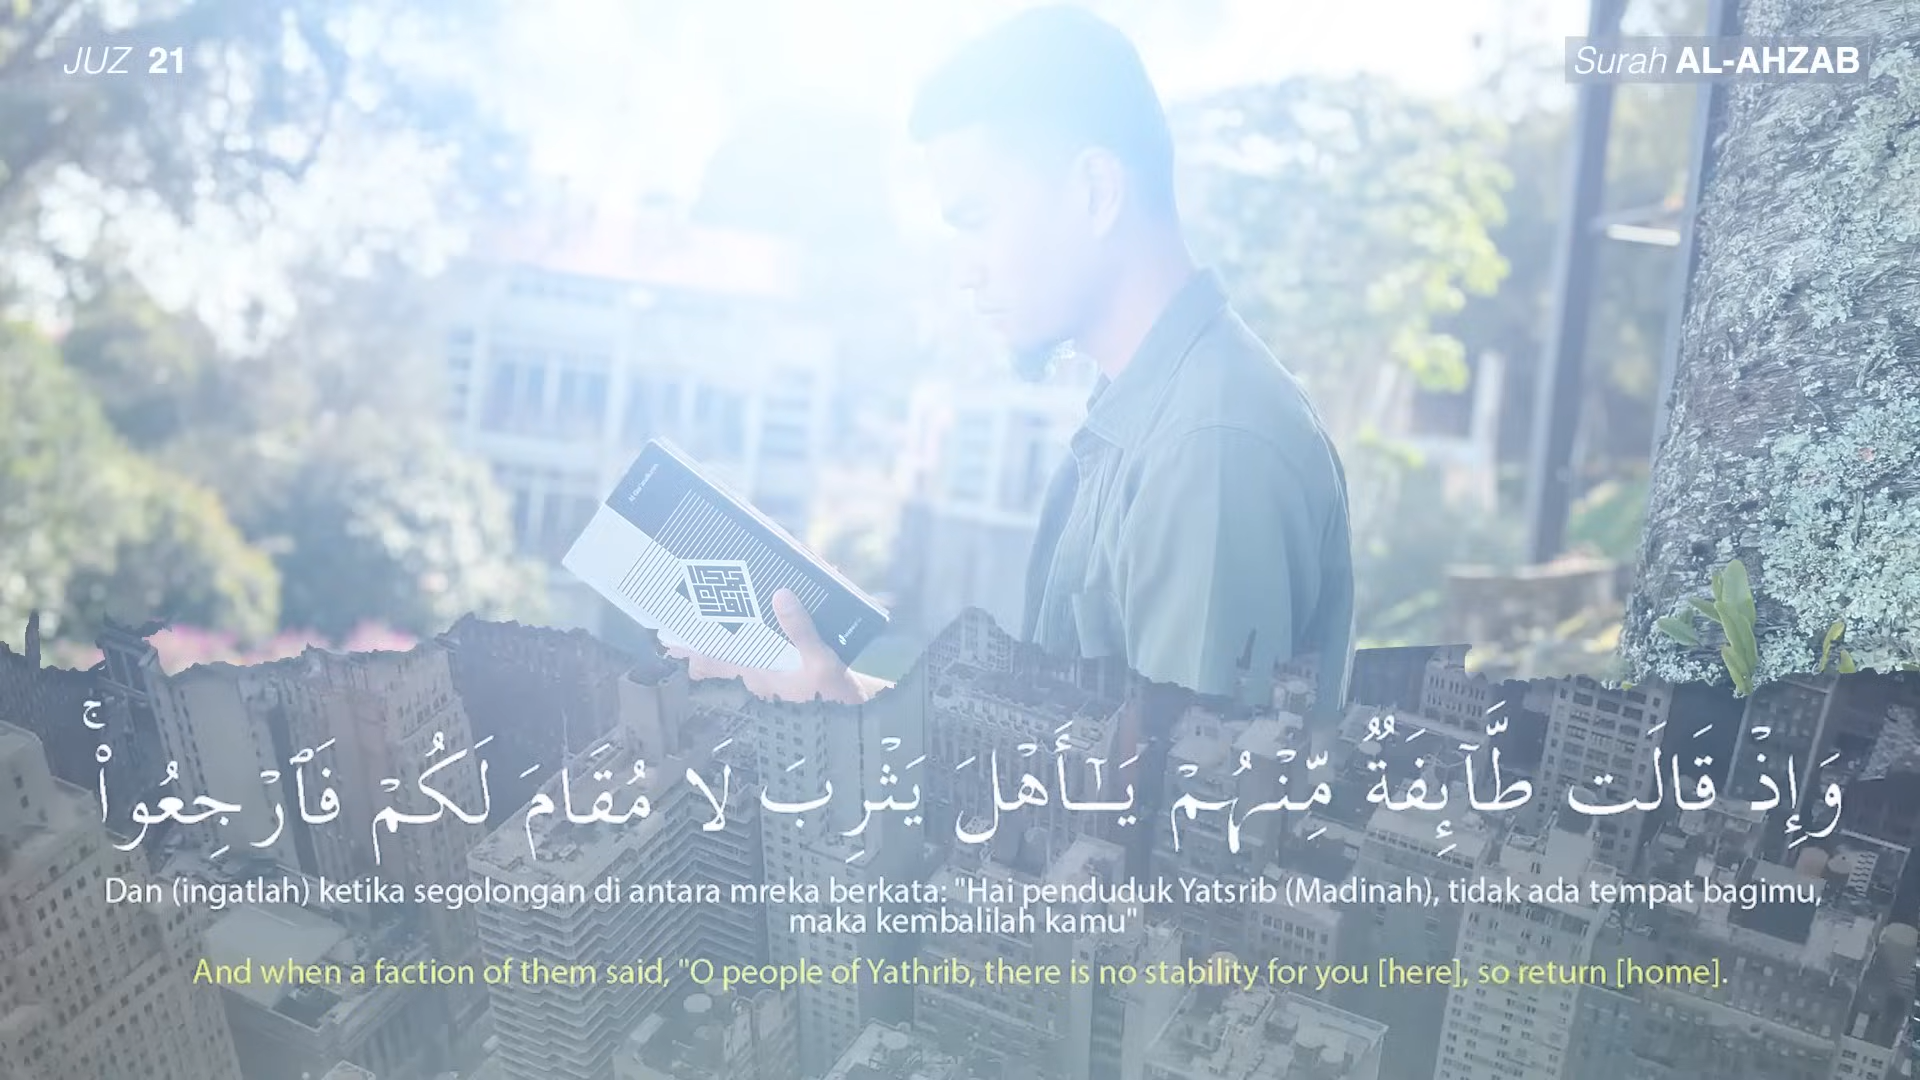 JUZ 21
Surah AL-AHZAB
وَإِذْ قَالَت طَّآئِفَةٌ مِّنْهُمْ يَـٰٓأَهْلَ يَثْرِبَ لَا مُقَامَ لَكُمْ فَٱرْجِعُوا۟ ۚ
Dan (ingatlah) ketika segolongan di antara mreka berkata: "Hai penduduk Yatsrib (Madinah), tidak ada tempat bagimu,
maka kembalilah kamu"
And when a faction of them said, "O people of Yathrib, there is no stability for you [here], so return [home].